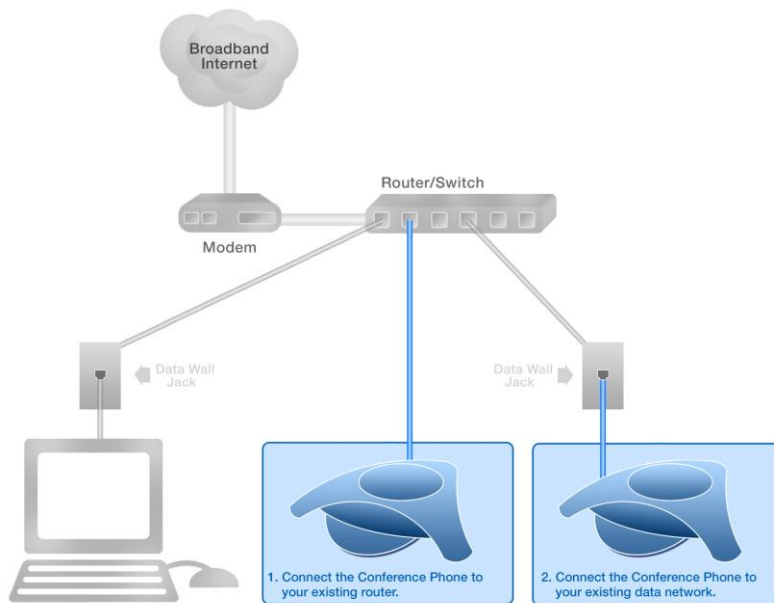 Broadband
Internet
Router/Switch
Modem
Data Wall
Jack
Data Wall
Jack
1. Connect the Conference Phone to
your existing router.
2. Connect the Conference Phone to
your existing data network.